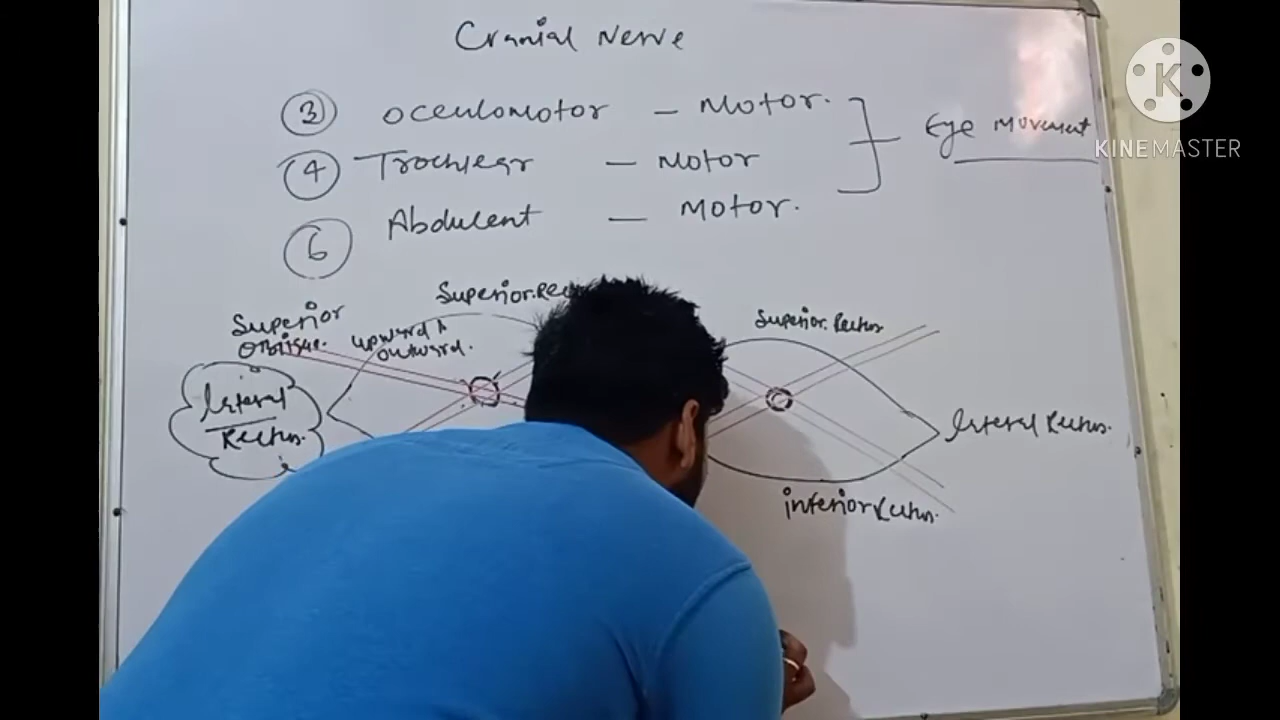 Cranial Nerve
3 oculomotor - Motor.
4 Trochlear - Motor
6 Abducent - Motor.
Eye Movement
K
KINEMASTER
Superior.Rec
Superior
Oblique.
upward &
outward.
lateral
Rectus.
Superior. Rectus
lateral Rectus.
inferior Rectus.